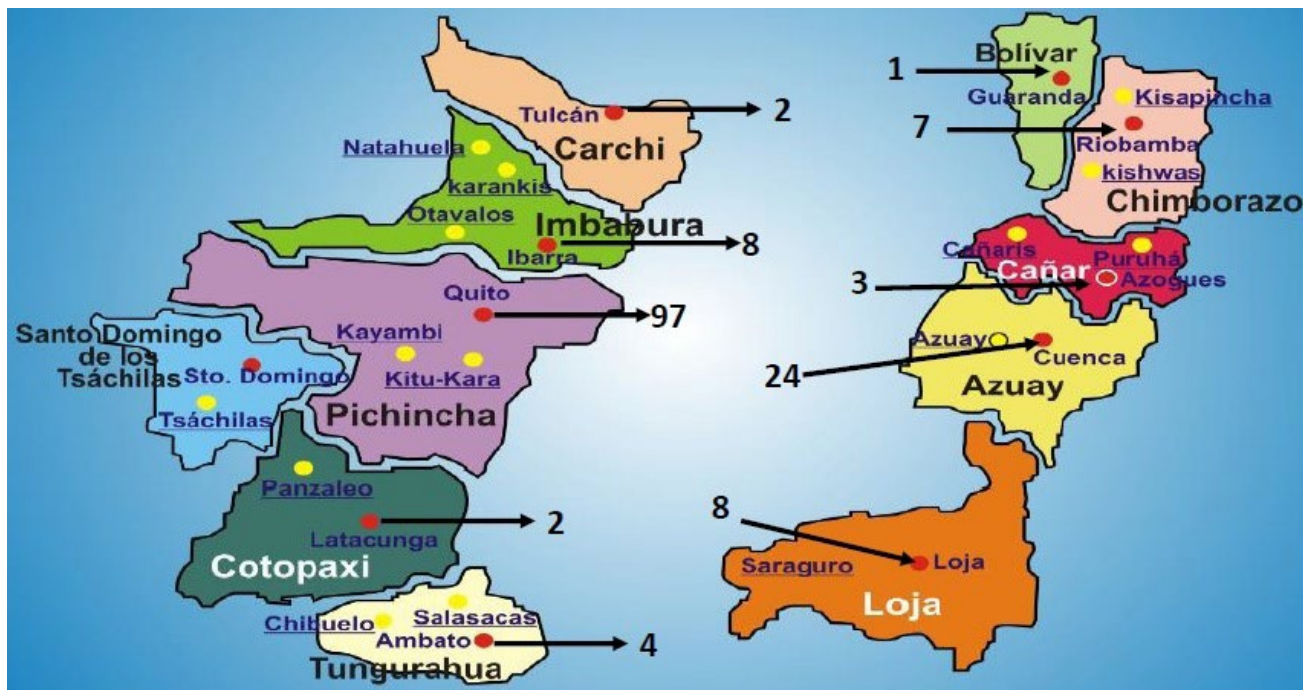 Tulcán
2
Carchi
Natahuela
karankis
Otavalos
Imbabura
Ibarra
8
Quito
97
Kayambi
Kitu-Kara
Pichincha
Santo Domingo
de los
Tsáchilas
Sto. Domingo
Tsáchilas
Panzaleo
Latacunga
2
Cotopaxi
Chibuelo
Salasacas
Ambato
4
Tungurahua
Bolívar
1
Guaranda
Kisapincha
7
Riobamba
kishwas
Chimborazo
Cañaris
Puruhá
Cañar
Azogues
3
Azuay
Cuenca
24
Azuay
8
Saraguro
Loja
Loja